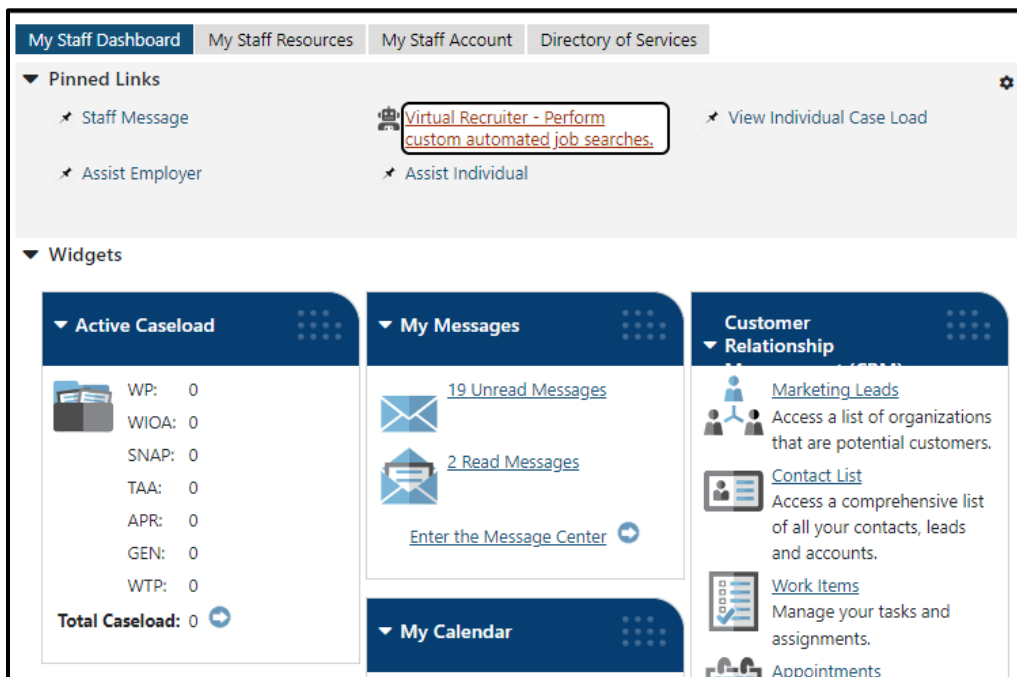 My Staff Dashboard
My Staff Resources
My Staff Account
Directory of Services
Pinned Links
Staff Message
Virtual Recruiter - Perform
custom automated job searches.
View Individual Case Load
Assist Employer
Assist Individual
Widgets
Active Caseload
WP: 0
WIOA: 0
SNAP: 0
TAA: 0
APR: 0
GEN: 0
WTP: 0
Total Caseload: 0
My Messages
19 Unread Messages
2 Read Messages
Enter the Message Center
My Calendar
Customer
Relationship
Marketing Leads
Access a list of organizations
that are potential customers.
Contact List
Access a comprehensive list
of all your contacts, leads
and accounts.
Work Items
Manage your tasks and
assignments.
Appointments